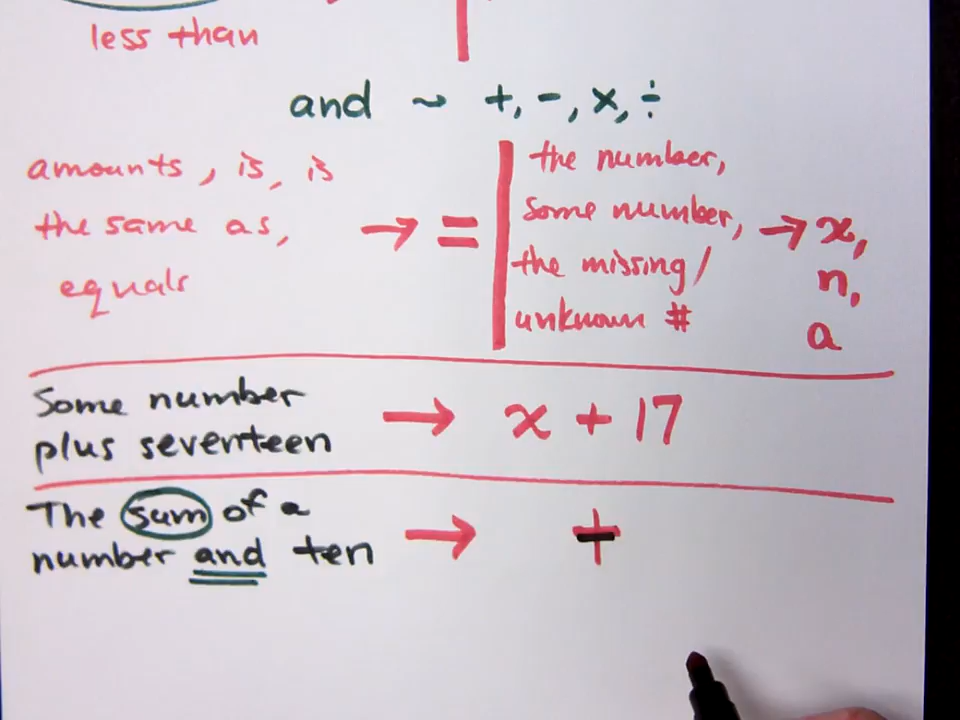 less than
and ~ +, -, ×, ÷
amounts, is, is
the same as,
equals
→ =
the number,
some number,
the missing/
unknown #
→ x,
n,
a
Some number
plus seventeen
→ x + 17
The sum of a
number and ten
→ +